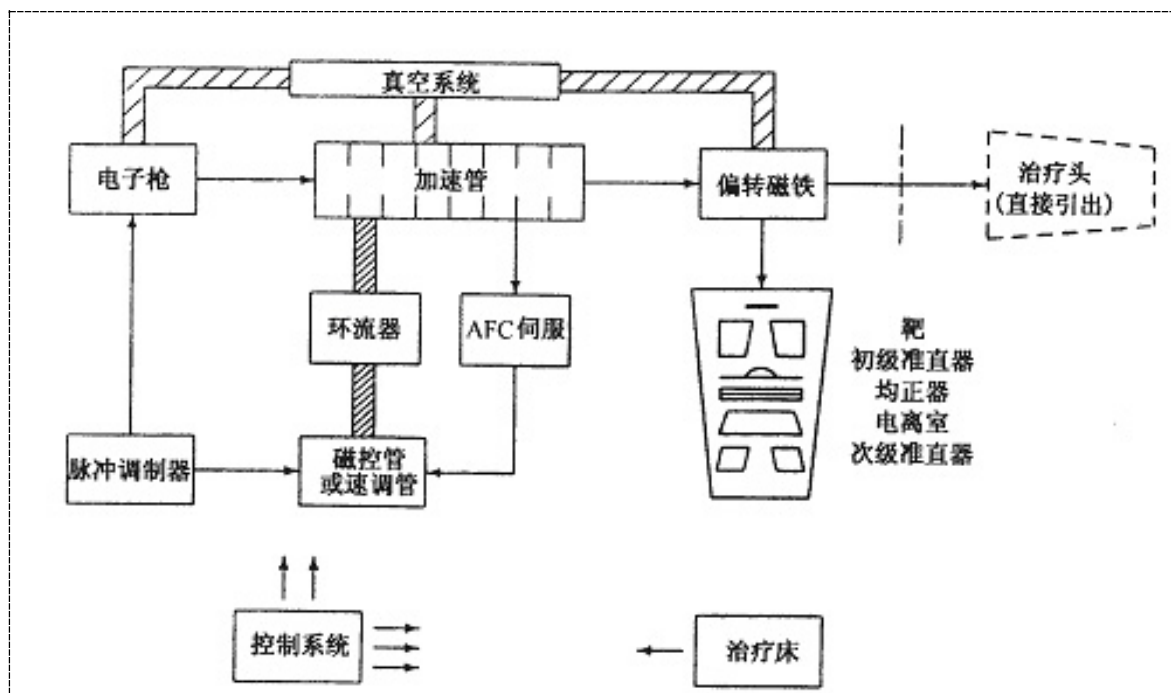 真空系统
电子枪
加速管
偏转磁铁
治疗头
(直接引出)
环流器
AFC伺服
靶
初级准直器
均正器
电离室
次级准直器
脉冲调制器
磁控管
或速调管
控制系统
治疗床